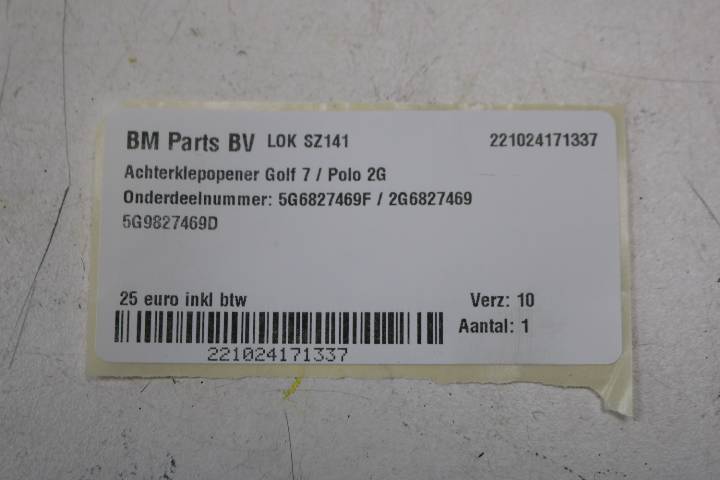 BM Parts BV LOK SZ141 221024171337
Achterklepopener Golf 7 / Polo 2G
Onderdeelnummer: 5G6827469F / 2G6827469
5G9827469D
25 euro inkl btw Verz: 10
Aantal: 1
221024171337